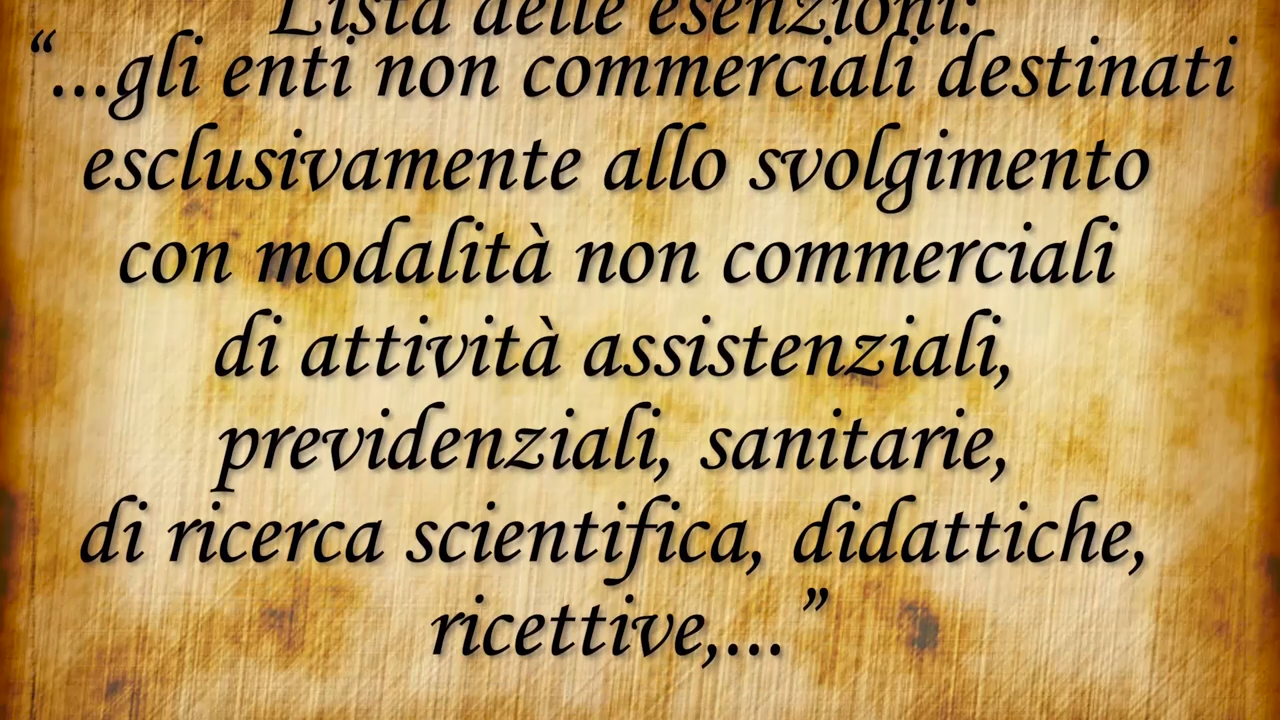 Lista delle esenzioni:
“...gli enti non commerciali destinati
esclusivamente allo svolgimento
con modalità non commerciali
di attività assistenziali,
previdenziali, sanitarie,
di ricerca scientifica, didattiche,
ricettive,...”